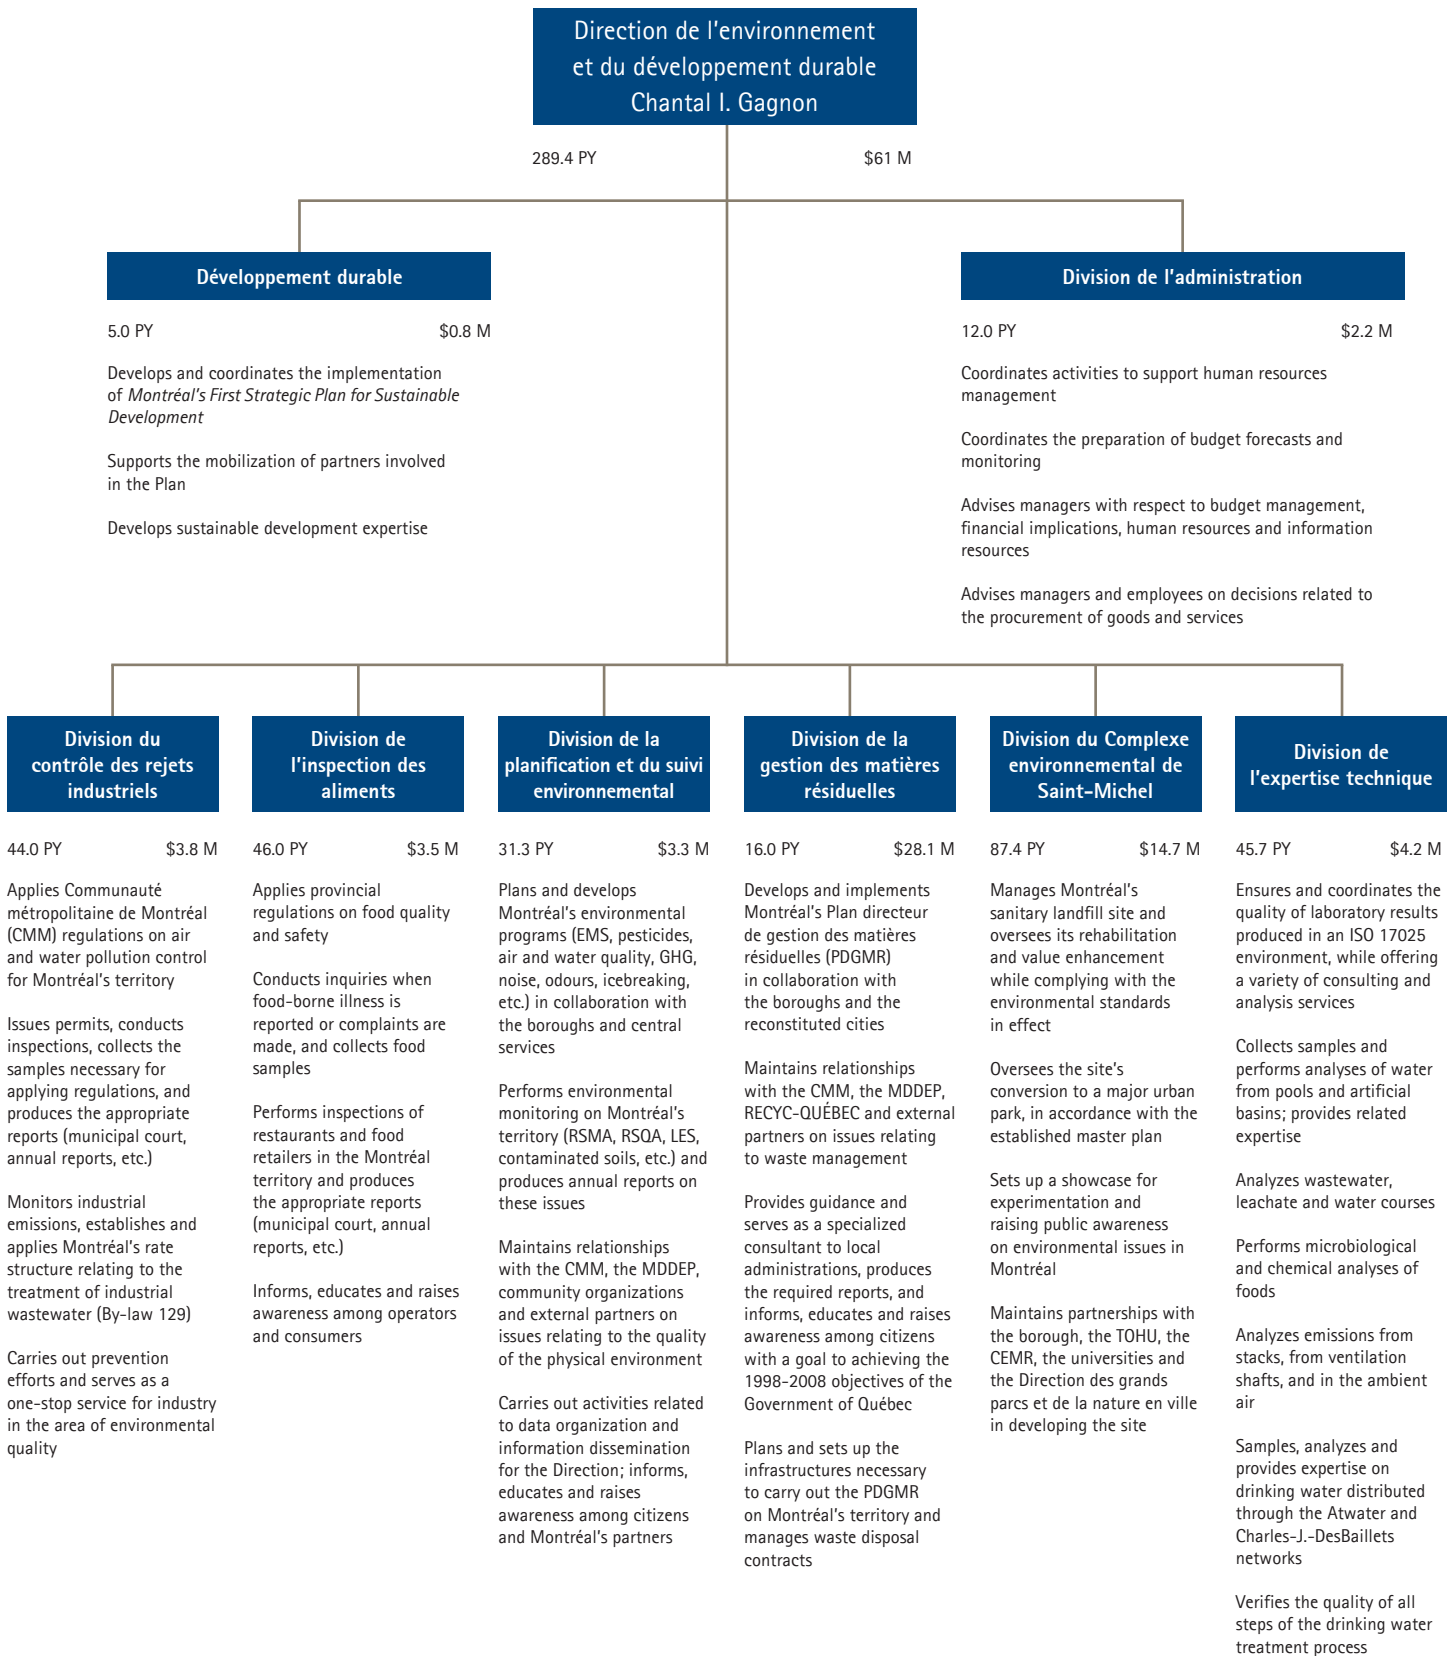 Direction de l'environnement
et du développement durable
Chantal I. Gagnon
289.4 PY
$61 M
Développement durable
5.0 PY
$0.8 M
Develops and coordinates the implementation
of Montréal's First Strategic Plan for Sustainable
Development
Supports the mobilization of partners involved
in the Plan
Develops sustainable development expertise
Division de l'administration
12.0 PY
$2.2 M
Coordinates activities to support human resources
management
Coordinates the preparation of budget forecasts and
monitoring
Advises managers with respect to budget management,
financial implications, human resources and information
resources
Advises managers and employees on decisions related to
the procurement of goods and services
Division du
contrôle des rejets
industriels
44.0 PY
$3.8 M
Applies Communauté
métropolitaine de Montréal
(CMM) regulations on air
and water pollution control
for Montréal's territory
Issues permits, conducts
inspections, collects the
samples necessary for
applying regulations, and
produces the appropriate
reports (municipal court,
annual reports, etc.)
Monitors industrial
emissions, establishes and
applies Montréal's rate
structure relating to the
treatment of industrial
wastewater (By-law 129)
Carries out prevention
efforts and serves as a
one-stop service for industry
in the area of environmental
quality
Division de
l'inspection des
aliments
46.0 PY
$3.5 M
Applies provincial
regulations on food quality
and safety
Conducts inquiries when
food-borne illness is
reported or complaints are
made, and collects food
samples
Performs inspections of
restaurants and food
retailers in the Montréal
territory and produces
the appropriate reports
(municipal court, annual
reports, etc.)
Informs, educates and raises
awareness among operators
and consumers
Division de la
planification et du suivi
environnemental
31.3 PY
$3.3 M
Plans and develops
Montréal's environmental
programs (EMS, pesticides,
air and water quality, GHG,
noise, odours, icebreaking,
etc.) in collaboration with
the boroughs and central
services
Performs environmental
monitoring on Montréal's
territory (RSMA, RSQA, LES,
contaminated soils, etc.) and
produces annual reports on
these issues
Maintains relationships
with the CMM, the MDDEP,
community organizations
and external partners on
issues relating to the quality
of the physical environment
Carries out activities related
to data organization and
information dissemination
for the Direction; informs,
educates and raises
awareness among citizens
and Montréal's partners
Division de la
gestion des matières
résiduelles
16.0 PY
$28.1 M
Develops and implements
Montréal's Plan directeur
de gestion des matières
résiduelles (PDGMR)
in collaboration with
the boroughs and the
reconstituted cities
Maintains relationships
with the CMM, the MDDEP,
RECYC-QUÉBEC and external
partners on issues relating
to waste management
Provides guidance and
serves as a specialized
consultant to local
administrations, produces
the required reports, and
informs, educates and raises
awareness among citizens
with a goal to achieving the
1998-2008 objectives of the
Government of Québec
Plans and sets up the
infrastructures necessary
to carry out the PDGMR
on Montréal's territory and
manages waste disposal
contracts
Division du Complexe
environmental de
Saint-Michel
87.4 PY
$14.7 M
Manages Montréal's
sanitary landfill site and
oversees its rehabilitation
and value enhancement
while complying with the
environmental standards
in effect
Oversees the site's
conversion to a major urban
park, in accordance with the
established master plan
Sets up a showcase for
experimentation and
raising public awareness
on environmental issues in
Montréal
Maintains partnerships with
the borough, the TOHU, the
CEMR, the universities and
the Direction des grands
parcs et de la nature en ville
in developing the site
Division de
l'expertise technique
45.7 PY
$4.2 M
Ensures and coordinates the
quality of laboratory results
produced in an ISO 17025
environment, while offering
a variety of consulting and
analysis services
Collects samples and
performs analyses of water
from pools and artificial
basins; provides related
expertise
Analyzes wastewater,
leachate and water courses
Performs microbiological
and chemical analyses of
foods
Analyzes emissions from
stacks, from ventilation
shafts, and in the ambient
air
Samples, analyzes and
provides expertise on
drinking water distributed
through the Atwater and
Charles-J.-DesBaillets
networks
Verifies the quality of all
steps of the drinking water
treatment process